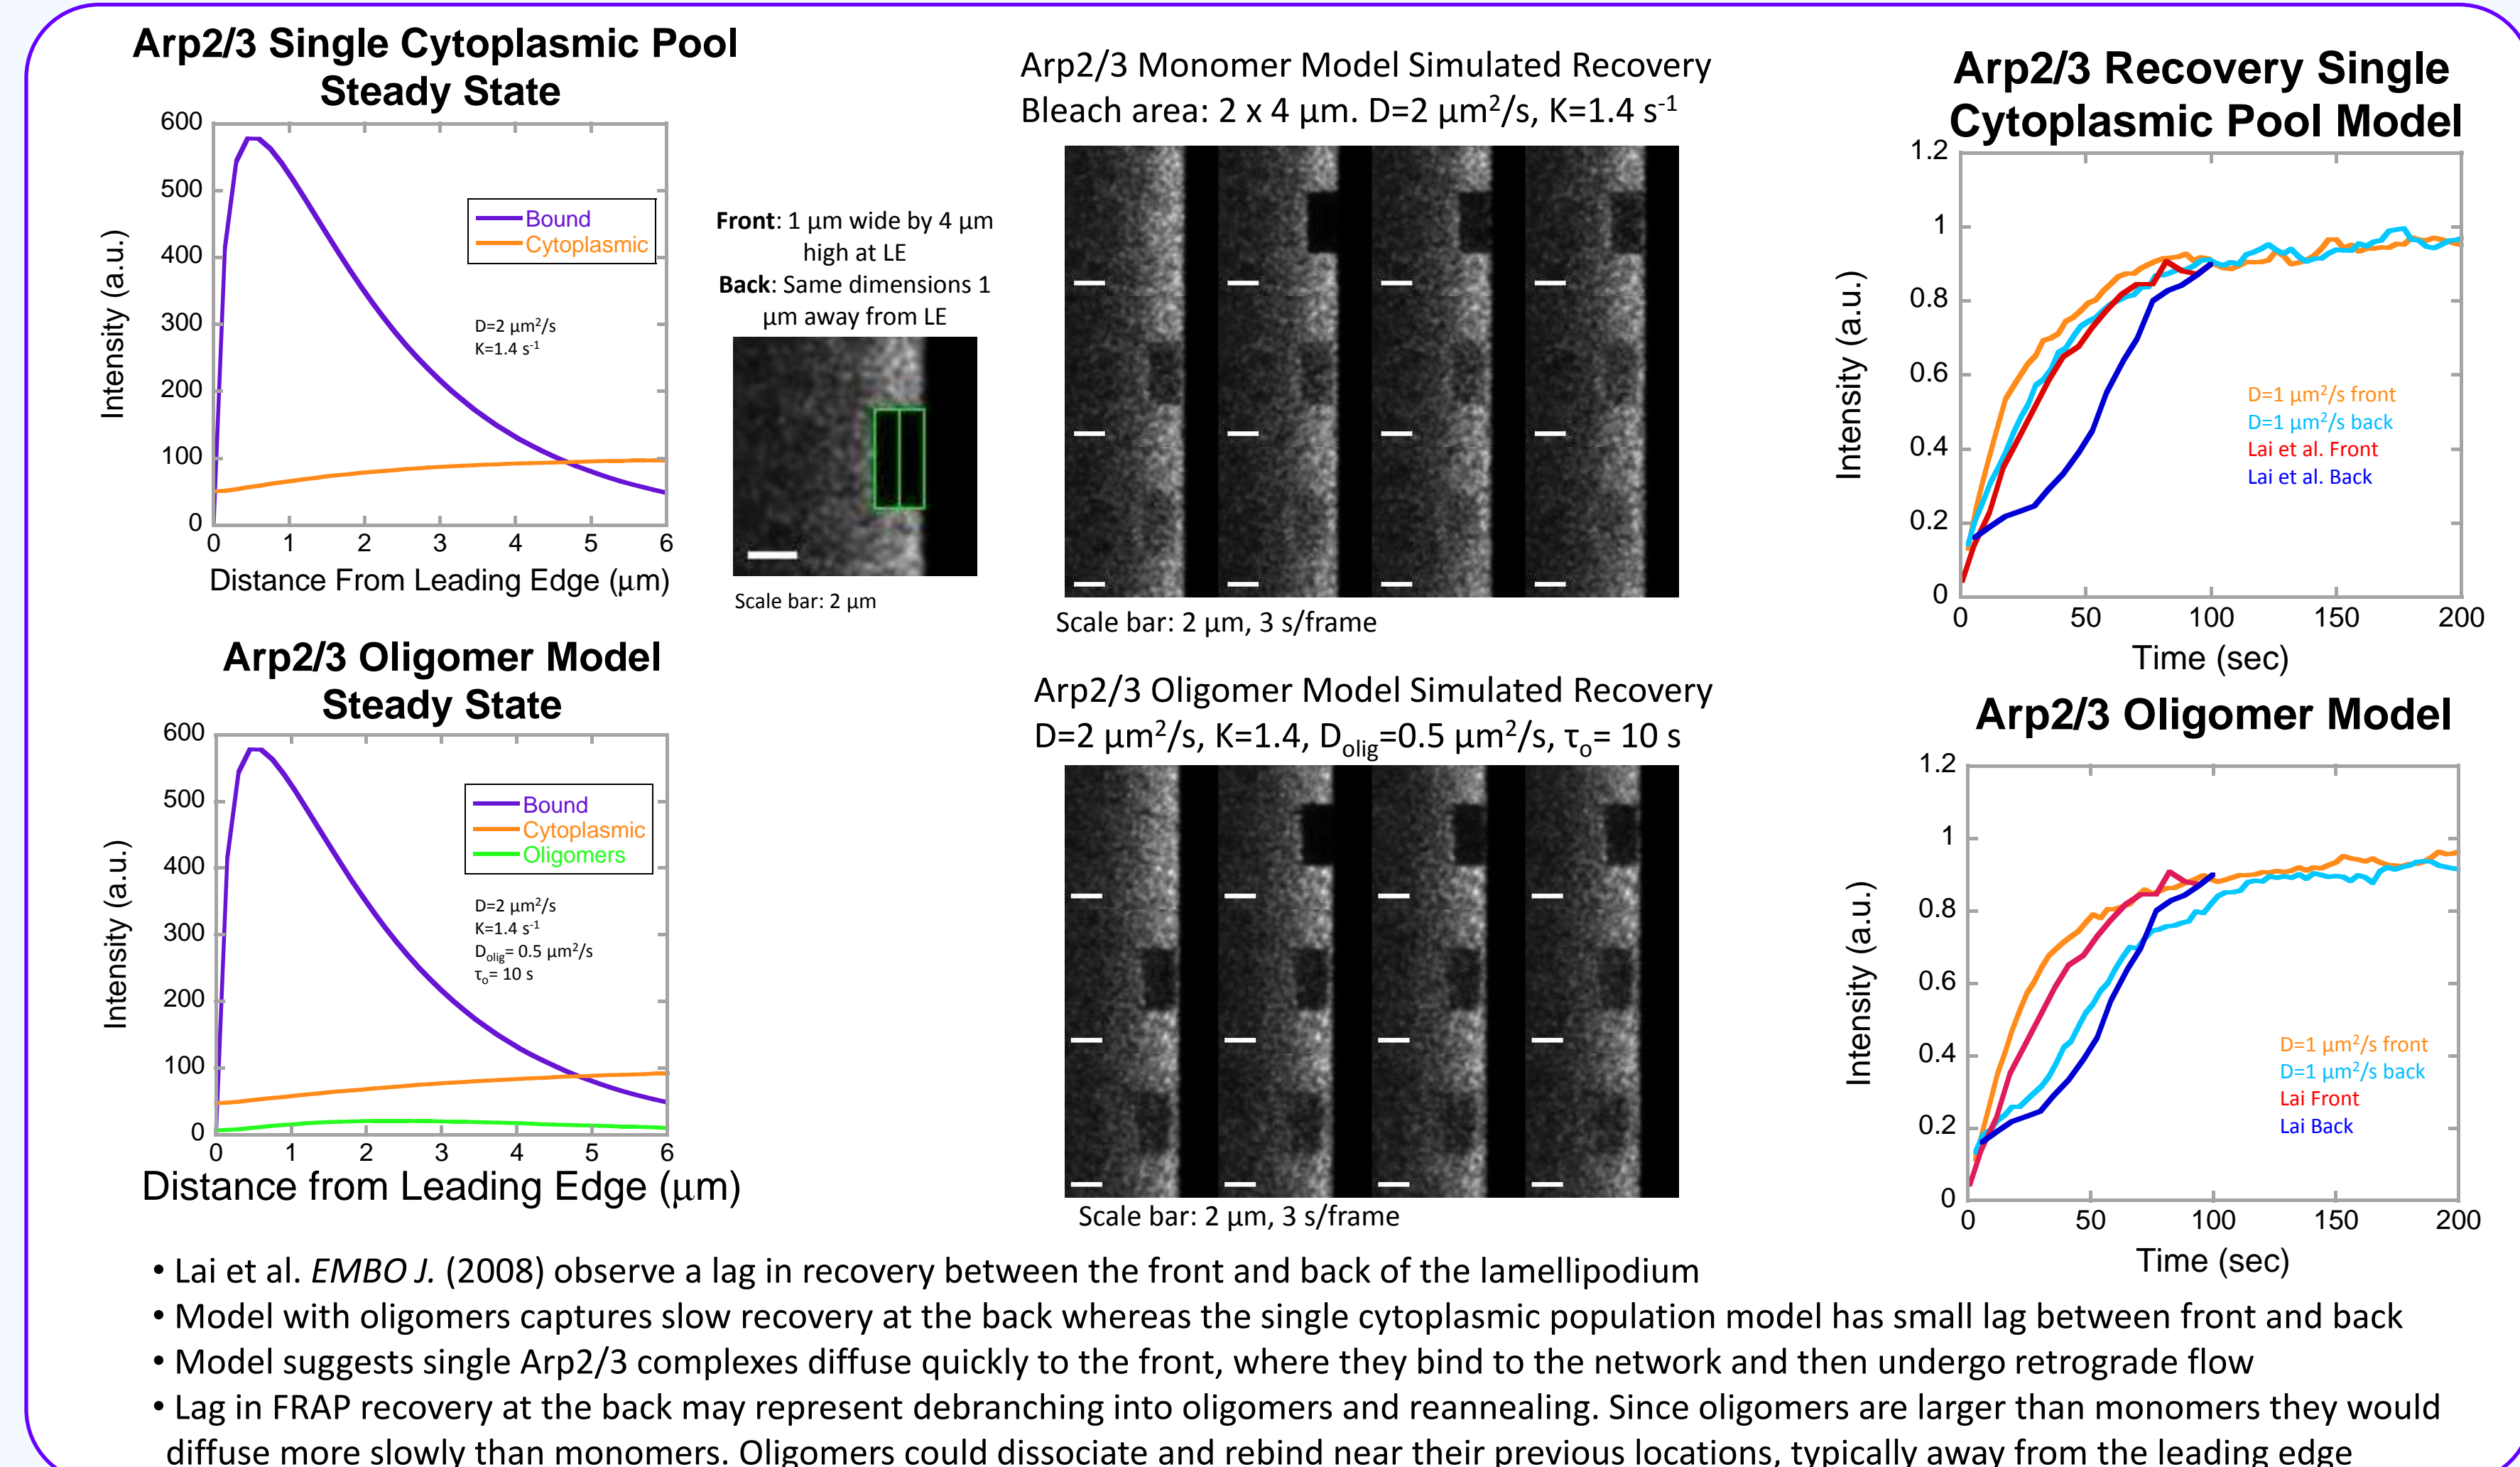 Arp2/3 Single Cytoplasmic Pool
Steady State
600
500
400
300
200
100
0
0 1 2 3 4 5 6
Intensity (a.u.)
Distance From Leading Edge (μm)
Bound
Cytoplasmic
D=2 μm²/s
K=1.4 s⁻¹
Front: 1 μm wide by 4 μm
high at LE
Back: Same dimensions 1
μm away from LE
Scale bar: 2 μm
Arp2/3 Monomer Model Simulated Recovery
Bleach area: 2 x 4 μm. D=2 μm²/s, K=1.4 s⁻¹
Scale bar: 2 μm, 3 s/frame
Arp2/3 Recovery Single
Cytoplasmic Pool Model
1.2
1
0.8
0.6
0.4
0.2
0
0 50 100 150 200
Intensity (a.u.)
Time (sec)
D=1 μm²/s front
D=1 μm²/s back
Lai et al. Front
Lai et al. Back
Arp2/3 Oligomer Model
Steady State
600
500
400
300
200
100
0
0 1 2 3 4 5 6
Intensity (a.u.)
Distance from Leading Edge (μm)
Bound
Cytoplasmic
Oligomers
D=2 μm²/s
K=1.4 s⁻¹
Dolig= 0.5 μm²/s
τo= 10 s
Arp2/3 Oligomer Model Simulated Recovery
D=2 μm²/s, K=1.4, Dolig=0.5 μm²/s, τo= 10 s
Scale bar: 2 μm, 3 s/frame
Arp2/3 Oligomer Model
1.2
1
0.8
0.6
0.4
0.2
0
0 50 100 150 200
Intensity (a.u.)
Time (sec)
D=1 μm²/s front
D=1 μm²/s back
Lai Front
Lai Back
• Lai et al. EMBO J. (2008) observe a lag in recovery between the front and back of the lamellipodium
• Model with oligomers captures slow recovery at the back whereas the single cytoplasmic population model has small lag between front and back
• Model suggests single Arp2/3 complexes diffuse quickly to the front, where they bind to the network and then undergo retrograde flow
• Lag in FRAP recovery at the back may represent debranching into oligomers and reannealing. Since oligomers are larger than monomers they would
diffuse more slowly than monomers. Oligomers could dissociate and rebind near their previous locations, typically away from the leading edge